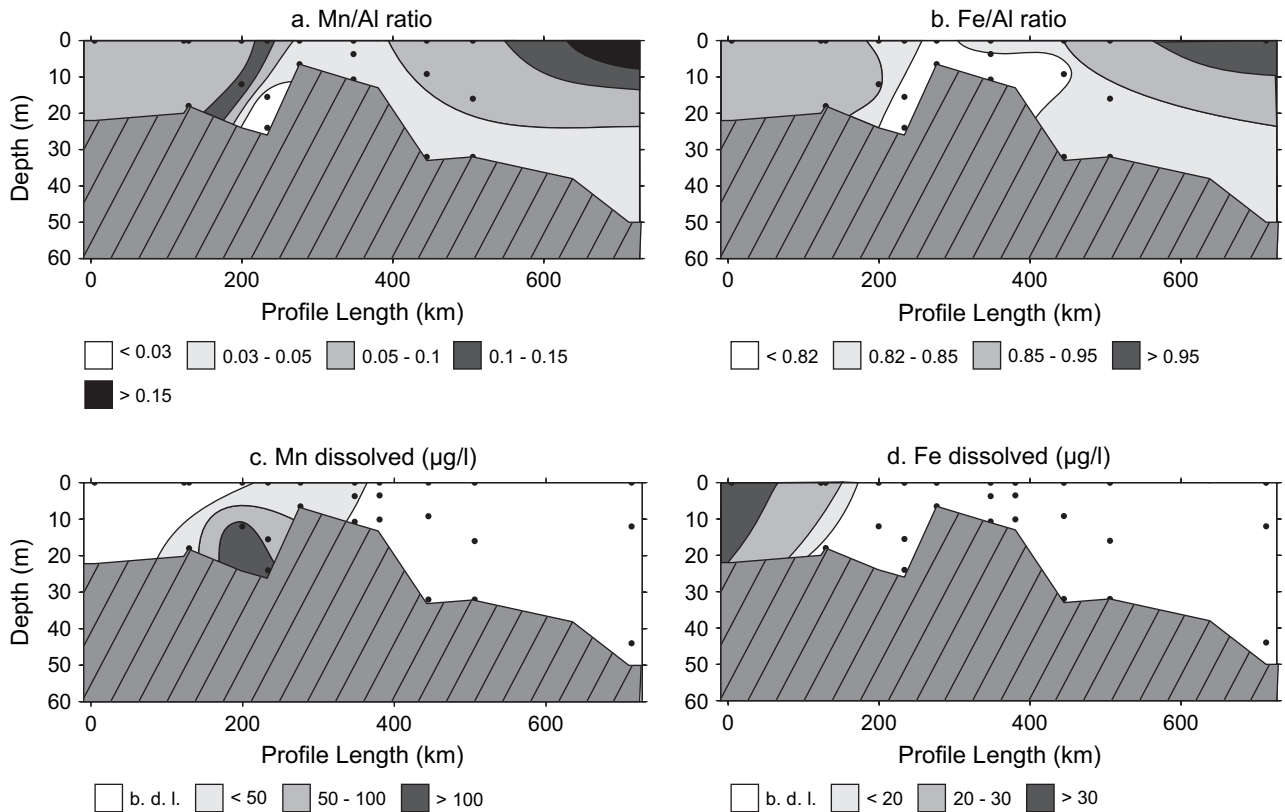 a. Mn/Al ratio
0
10
20
30
40
50
60
Depth (m)
0 200 400 600
Profile Length (km)
< 0.03 0.03 - 0.05 0.05 - 0.1 0.1 - 0.15
> 0.15
b. Fe/Al ratio
0
10
20
30
40
50
60
0 200 400 600
Profile Length (km)
< 0.82 0.82 - 0.85 0.85 - 0.95 > 0.95
c. Mn dissolved (µg/l)
0
10
20
30
40
50
60
Depth (m)
0 200 400 600
Profile Length (km)
b. d. l. < 50 50 - 100 > 100
d. Fe dissolved (µg/l)
0
10
20
30
40
50
60
0 200 400 600
Profile Length (km)
b. d. l. < 20 20 - 30 > 30